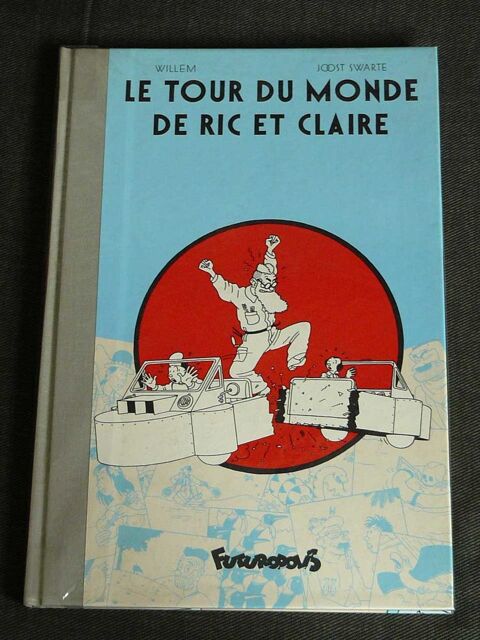 WILLEM JOOST SWARTE
LE TOUR DU MONDE
DE RIC ET CLAIRE
FUTUROPOLIS